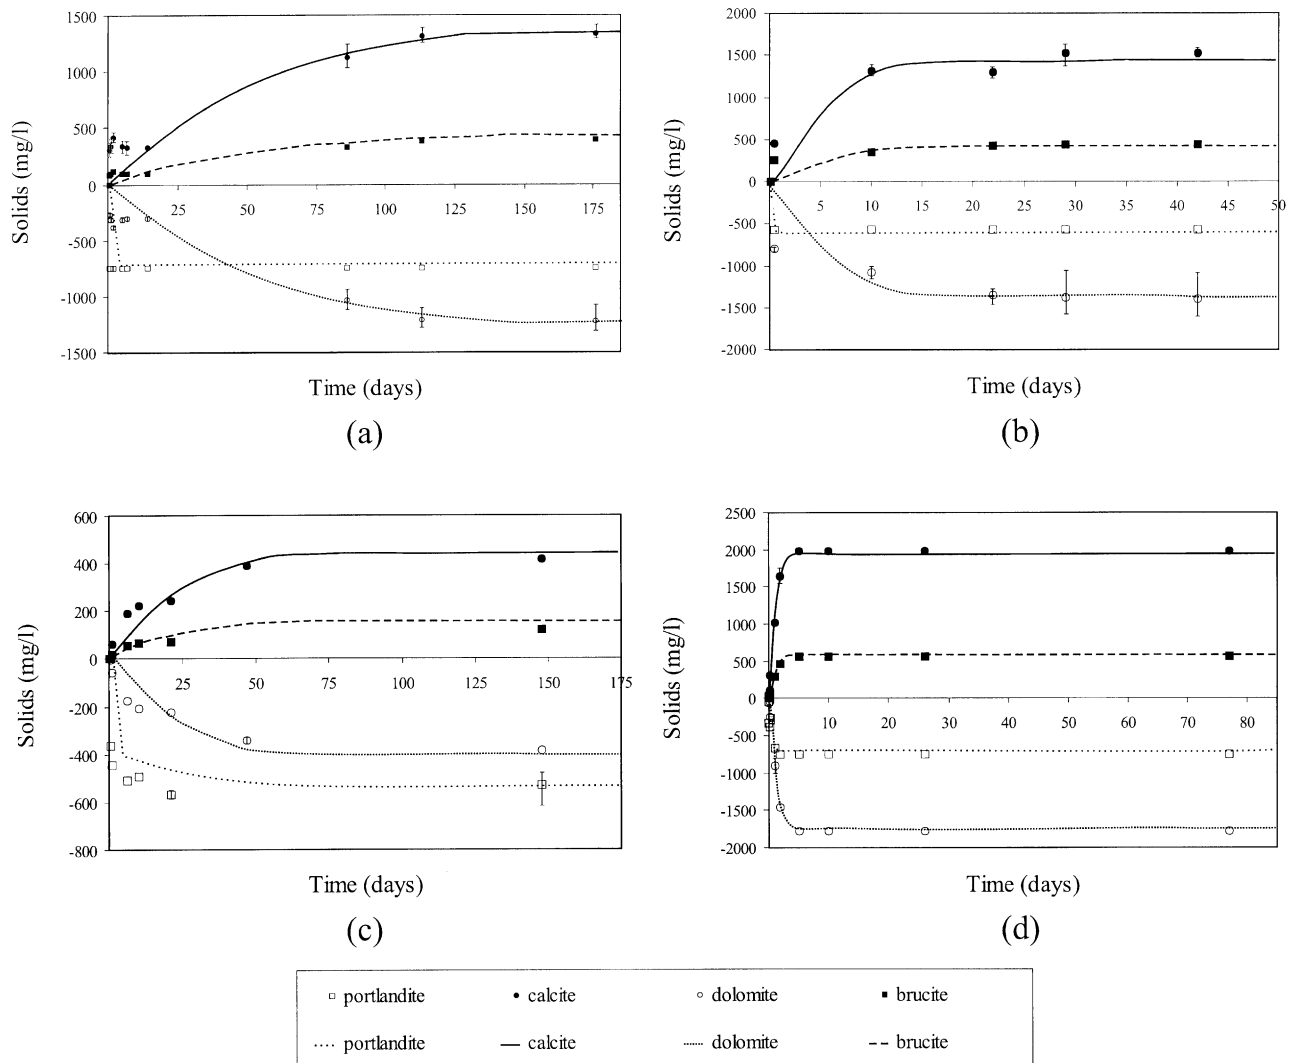 1500
1000
500
0
-500
-1000
-1500
Solids (mg/l)
25 50 75 100 125 150 175
Time (days)
(a)
2000
1500
1000
500
0
-500
-1000
-1500
-2000
Solids (mg/l)
5 10 15 20 25 30 35 40 45 50
Time (days)
(b)
600
400
200
0
-200
-400
-600
-800
Solids (mg/l)
25 50 75 100 125 150 175
Time (days)
(c)
2500
2000
1500
1000
500
0
-500
-1000
-1500
-2000
Solids (mg/l)
10 20 30 40 50 60 70 80
Time (days)
(d)
portlandite calcite dolomite brucite
portlandite calcite dolomite brucite